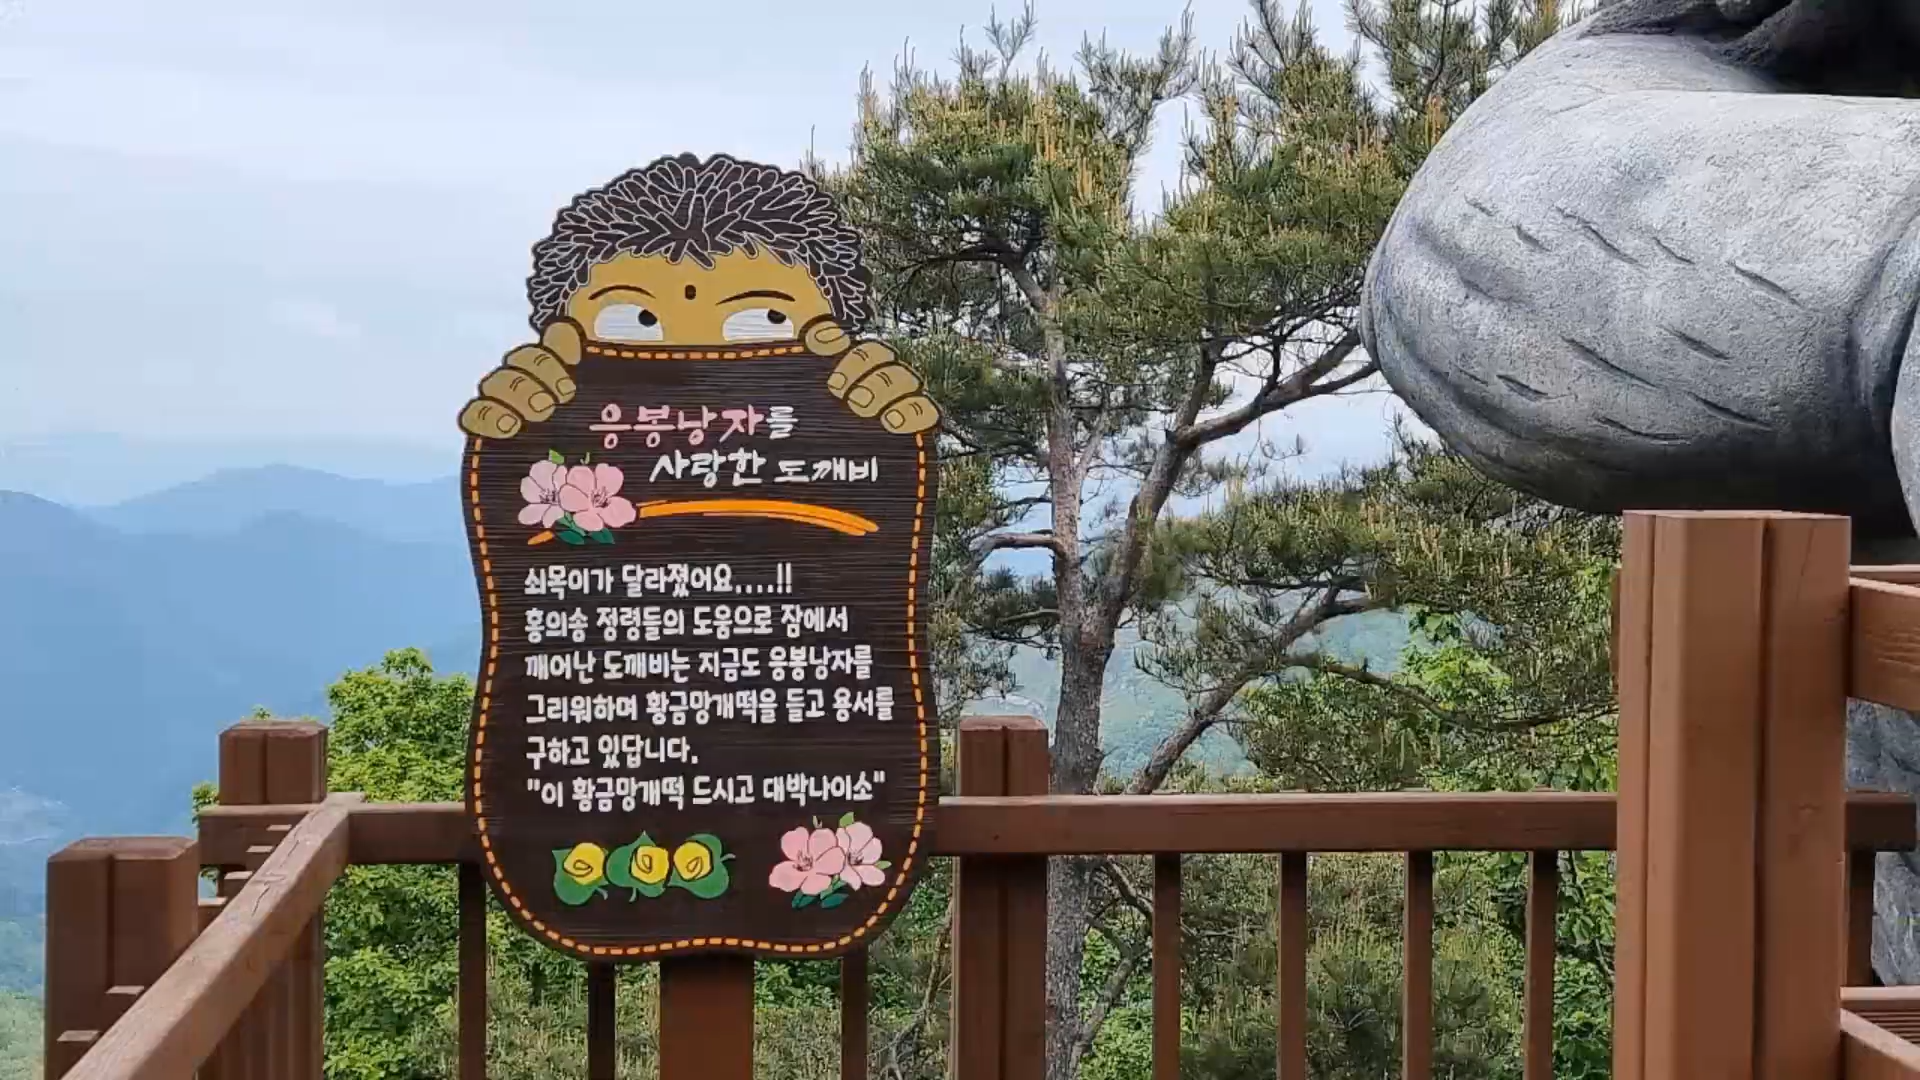 응봉낭자를
사랑한 도깨비
쇠목이가 달라졌어요....!!
홍의송 정령들의 도움으로 잠에서
깨어난 도깨비는 지금도 응봉낭자를
그리워하며 황금망개떡을 들고 용서를
구하고 있답니다.
"이 황금망개떡 드시고 대박나이소"